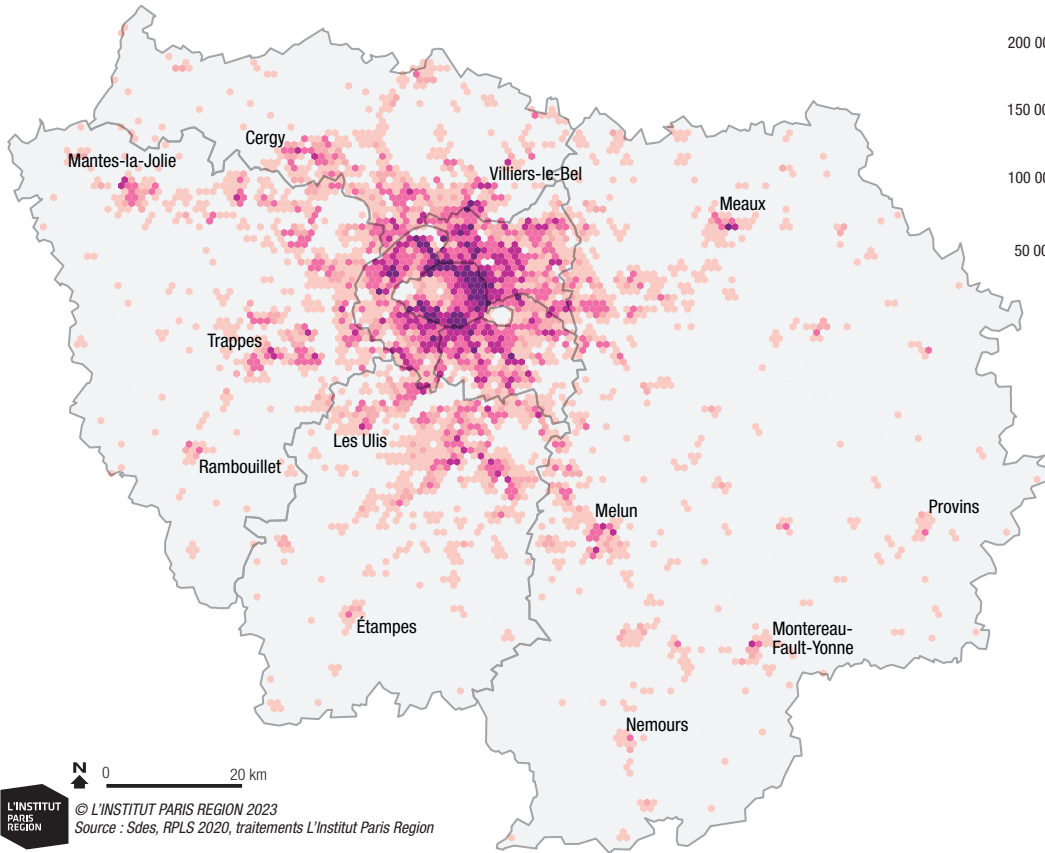 200 00
150 00
Cergy
Mantes-la-Jolie
Villiers-le-Bel
100 00
Meaux
50 00
Trappes
Les Ulis
Rambouillet
Melun
Provins
Étampes
Montereau-
Fault-Yonne
Nemours
N
0
20 km
L'INSTITUT
PARIS
REGION
© L'INSTITUT PARIS REGION 2023
Source : Sdes, RPLS 2020, traitements L'Institut Paris Region